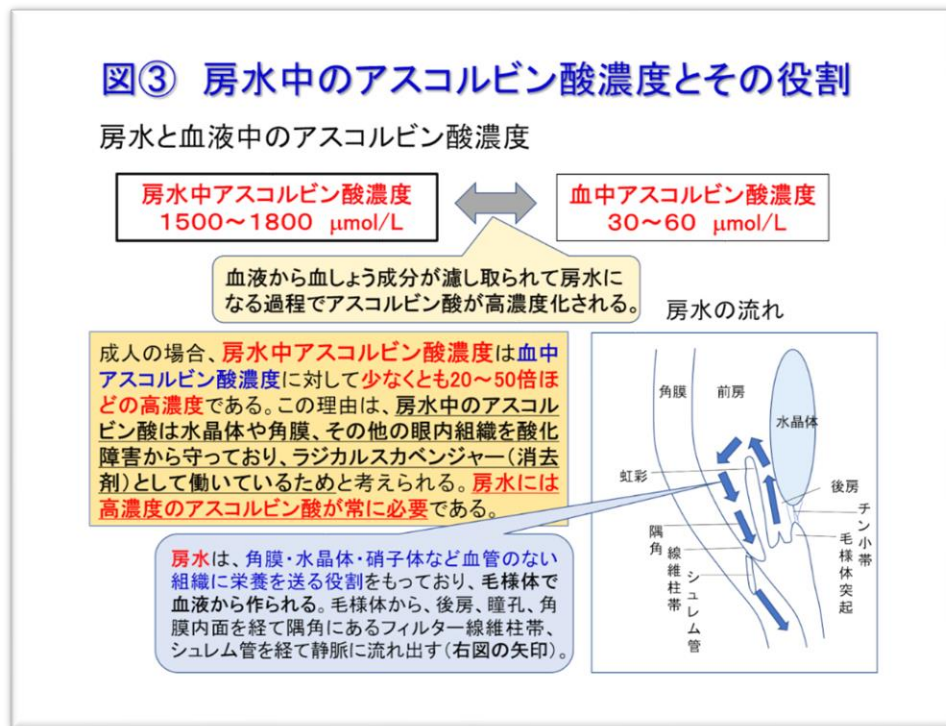 図③ 房水中のアスコルビン酸濃度とその役割
房水と血液中のアスコルビン酸濃度
房水中アスコルビン酸濃度
1500～1800 μmol/L
血中アスコルビン酸濃度
30～60 μmol/L
血液から血しょう成分が濾し取られて房水に
なる過程でアスコルビン酸が高濃度化される。
成人の場合、房水中アスコルビン酸濃度は血中
アスコルビン酸濃度に対して少なくとも20～50倍ほ
どの高濃度である。この理由は、房水中のアスコル
ビン酸は水晶体や角膜、その他の眼内組織を酸化
障害から守っており、ラジカルスカベンジャー（消去
剤）として働いているためと考えられる。房水には
高濃度のアスコルビン酸が常に必要である。
房水は、角膜・水晶体・硝子体など血管のない
組織に栄養を送る役割をもっており、毛様体で
血液から作られる。毛様体から、後房、瞳孔、角
膜内面を経て隅角にあるフィルター線維柱帯、
シュレム管を経て静脈に流れ出す（右図の矢印）。
房水の流れ
角膜
前房
水晶体
虹彩
後房
隅角
線維柱帯
シュレム管
毛様体突起
チン小帯